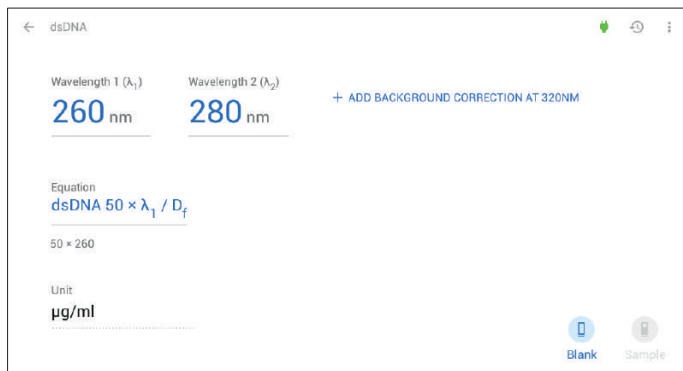 dsDNA
Wavelength 1 (λ₁) Wavelength 2 (λ₂)
260 nm 280 nm + ADD BACKGROUND CORRECTION AT 320NM
Equation
dsDNA 50 × λ₁ / D_f
50 × 260
Unit
µg/ml
Blank Sample